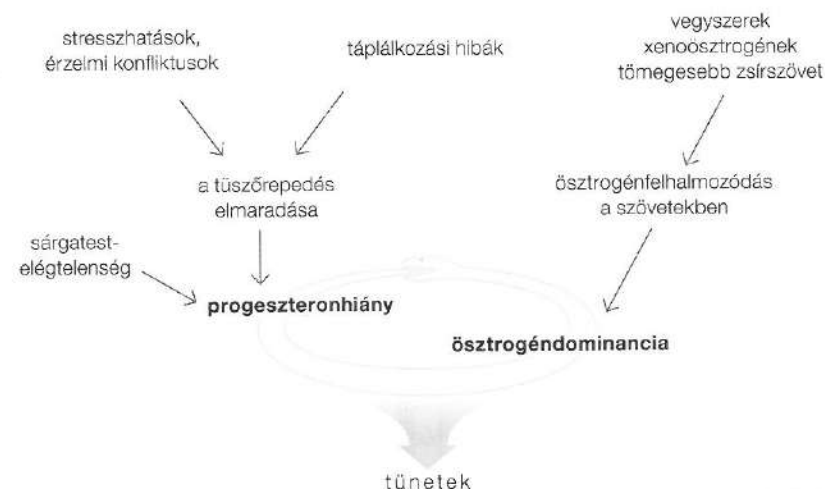 stresszhatások,
érzelmi konfliktusok
táplálkozási hibák
vegyszerek
xenoösztrogének
tömegesebb zsírszövet
a tüszőrepedés
elmaradása
ösztrogénfelhalmozódás
a szövetekben
sárgatest-
elégtelenség
progeszteronhiány
ösztrogéndominancia
tünetek